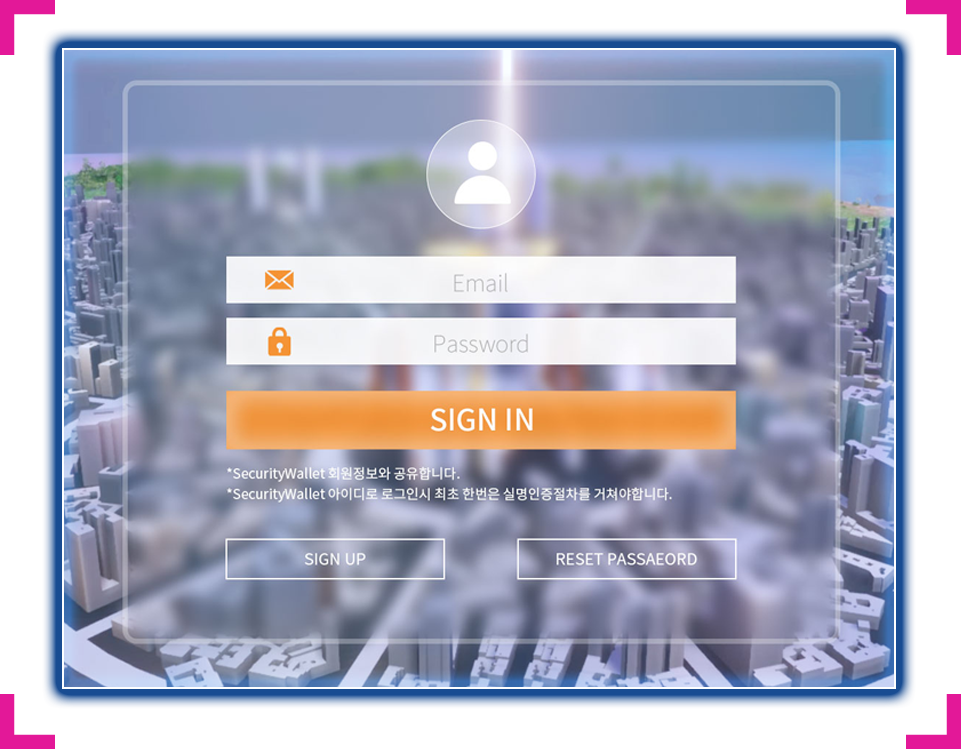 Email
Password
SIGN IN
*SecurityWallet 회원정보와 공유합니다.
*SecurityWallet 아이디로 로그인시 최초 한번은 실명인증절차를 거쳐야합니다.
SIGN UP
RESET PASSAEORD